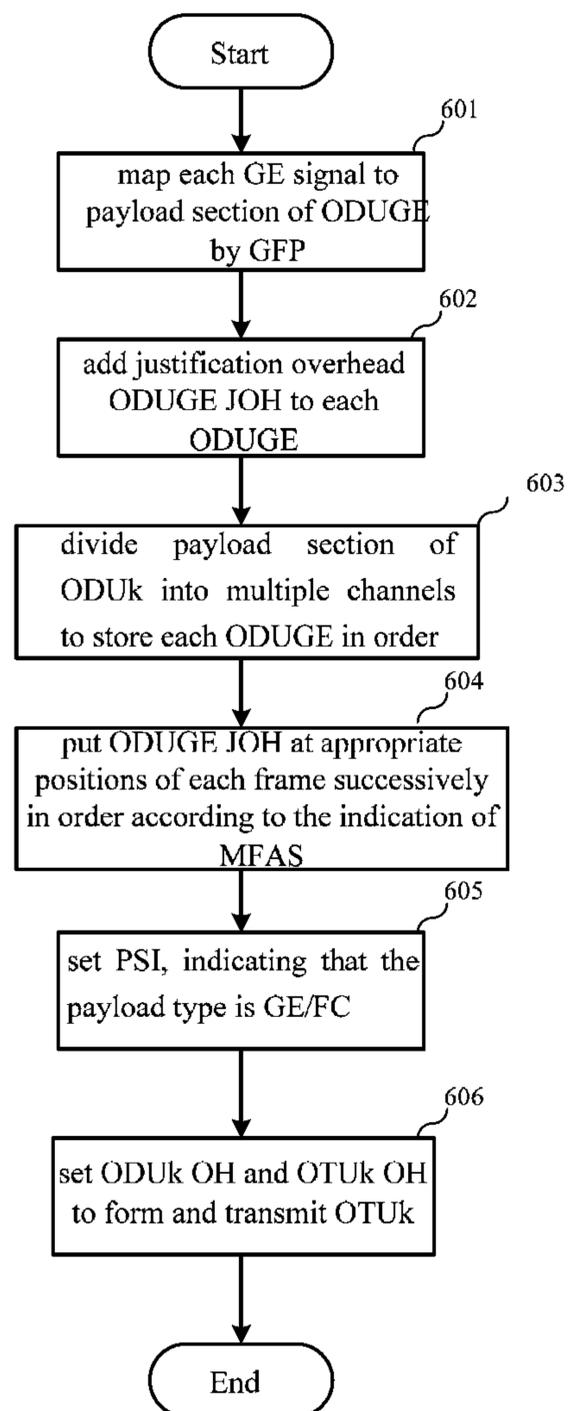 Start
601
map each GE signal to
payload section of ODUGE
by GFP
602
add justification overhead
ODUGE JOH to each
ODUGE
603
divide payload section of
ODUk into multiple channels
to store each ODUGE in order
604
put ODUGE JOH at appropriate
positions of each frame successively
in order according to the indication of
MFAS
605
set PSI, indicating that the
payload type is GE/FC
606
set ODUk OH and OTUk OH
to form and transmit OTUk
End